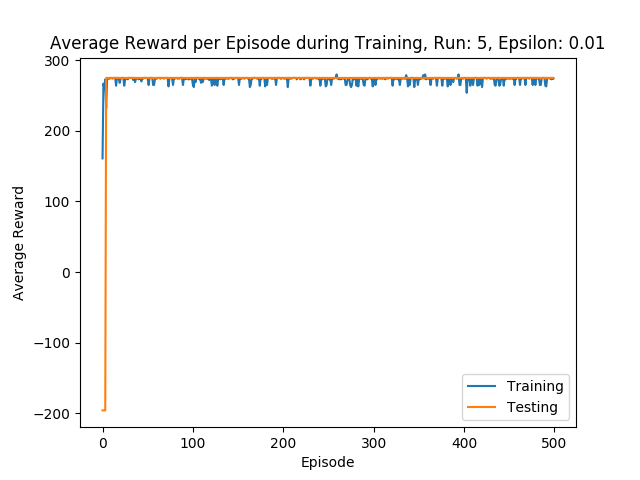 Average Reward per Episode during Training, Run: 5, Epsilon: 0.01
300
200
100
0
−100
−200
Average Reward
0 100 200 300 400 500
Episode
Training
Testing